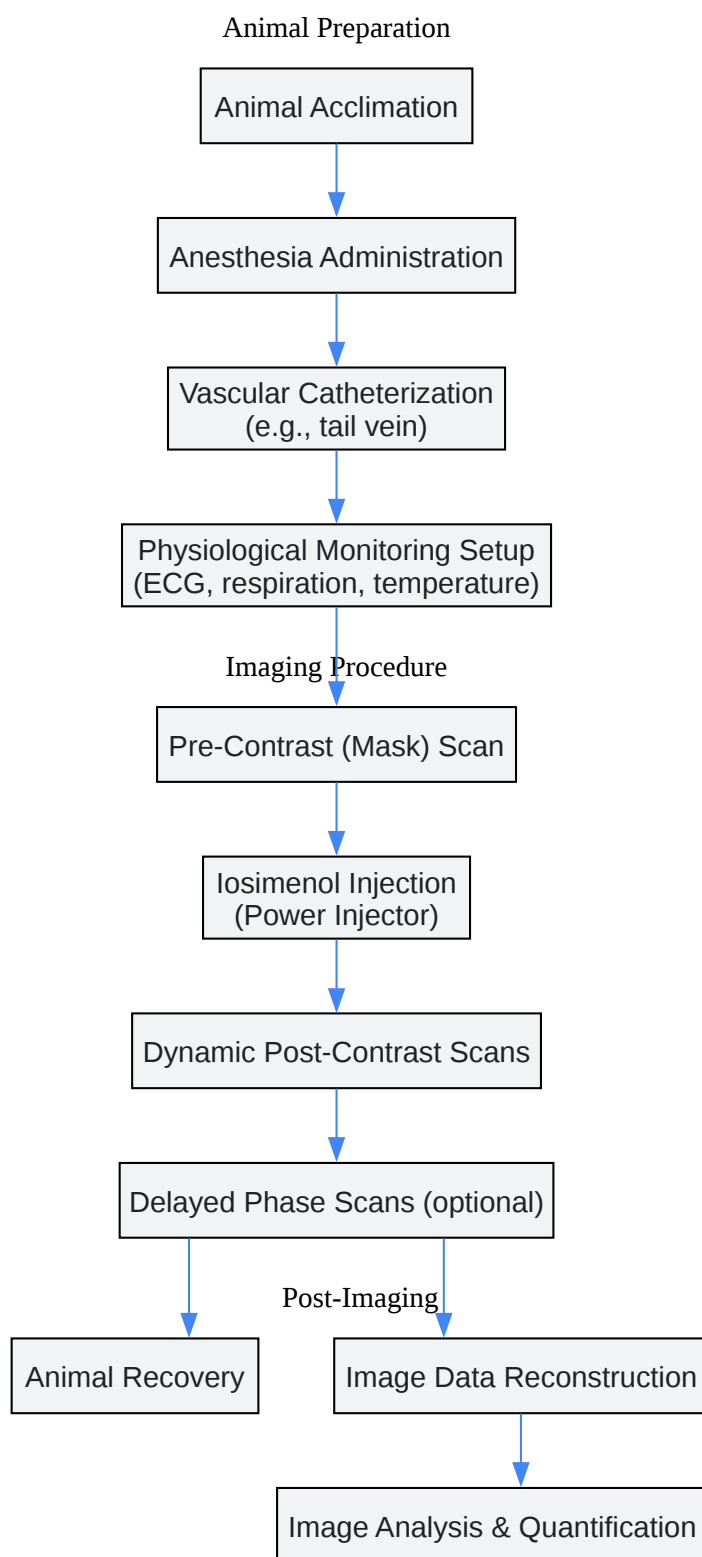 Animal Preparation
Animal Acclimation
Anesthesia Administration
Vascular Catheterization
(e.g., tail vein)
Physiological Monitoring Setup
(ECG, respiration, temperature)
Imaging Procedure
Pre-Contrast (Mask) Scan
Iosimenol Injection
(Power Injector)
Dynamic Post-Contrast Scans
Delayed Phase Scans (optional)
Post-Imaging
Animal Recovery
Image Data Reconstruction
Image Analysis & Quantification